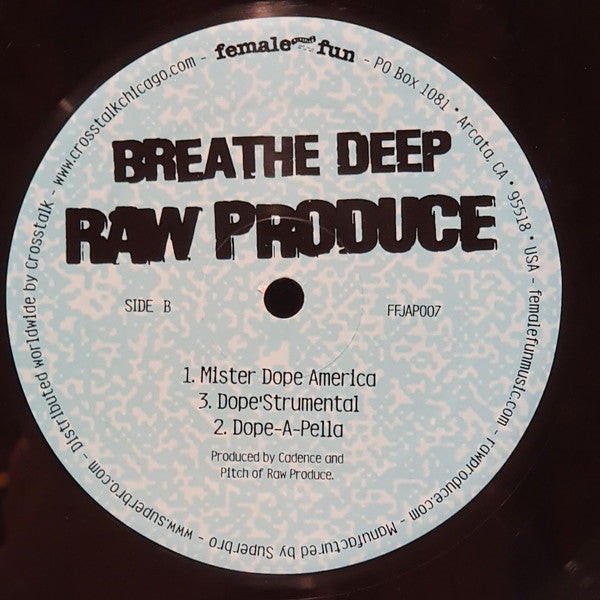 female fun - PO Box 1081 • Arcata, CA • 95518 • USA - femalefunmusic.com - rawproduce.com - Manufactured by Superbro - www.superbro.com - Distributed worldwide by Crosstalk - www.crosstalkchicago.com -
BREATHE DEEP
RAW PRODUCE
SIDE B
FFJAP007
1. Mister Dope America
3. Dope'Strumental
2. Dope-A-Pella
Produced by Cadence and
Pitch of Raw Produce.